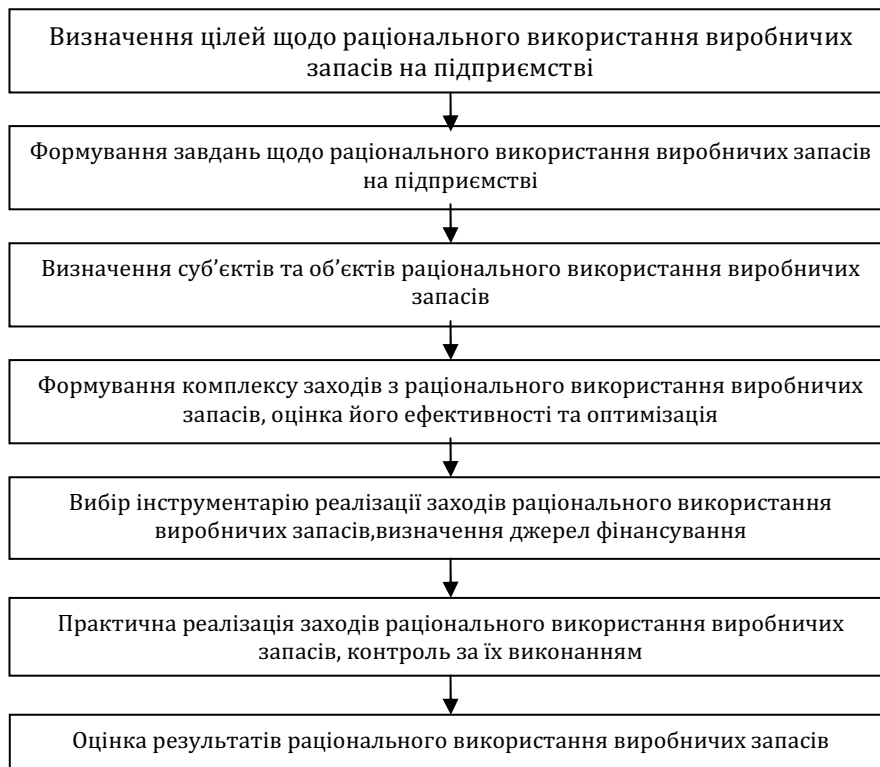 Визначення цілей щодо раціонального використання виробничих
запасів на підприємстві
Формування завдань щодо раціонального використання виробничих запасів
на підприємстві
Визначення суб’єктів та об’єктів раціонального використання виробничих
запасів
Формування комплексу заходів з раціонального використання виробничих
запасів, оцінка його ефективності та оптимізація
Вибір інструментарію реалізації заходів раціонального використання
виробничих запасів,визначення джерел фінансування
Практична реалізація заходів раціонального використання виробничих
запасів, контроль за їх виконанням
Оцінка результатів раціонального використання виробничих запасів